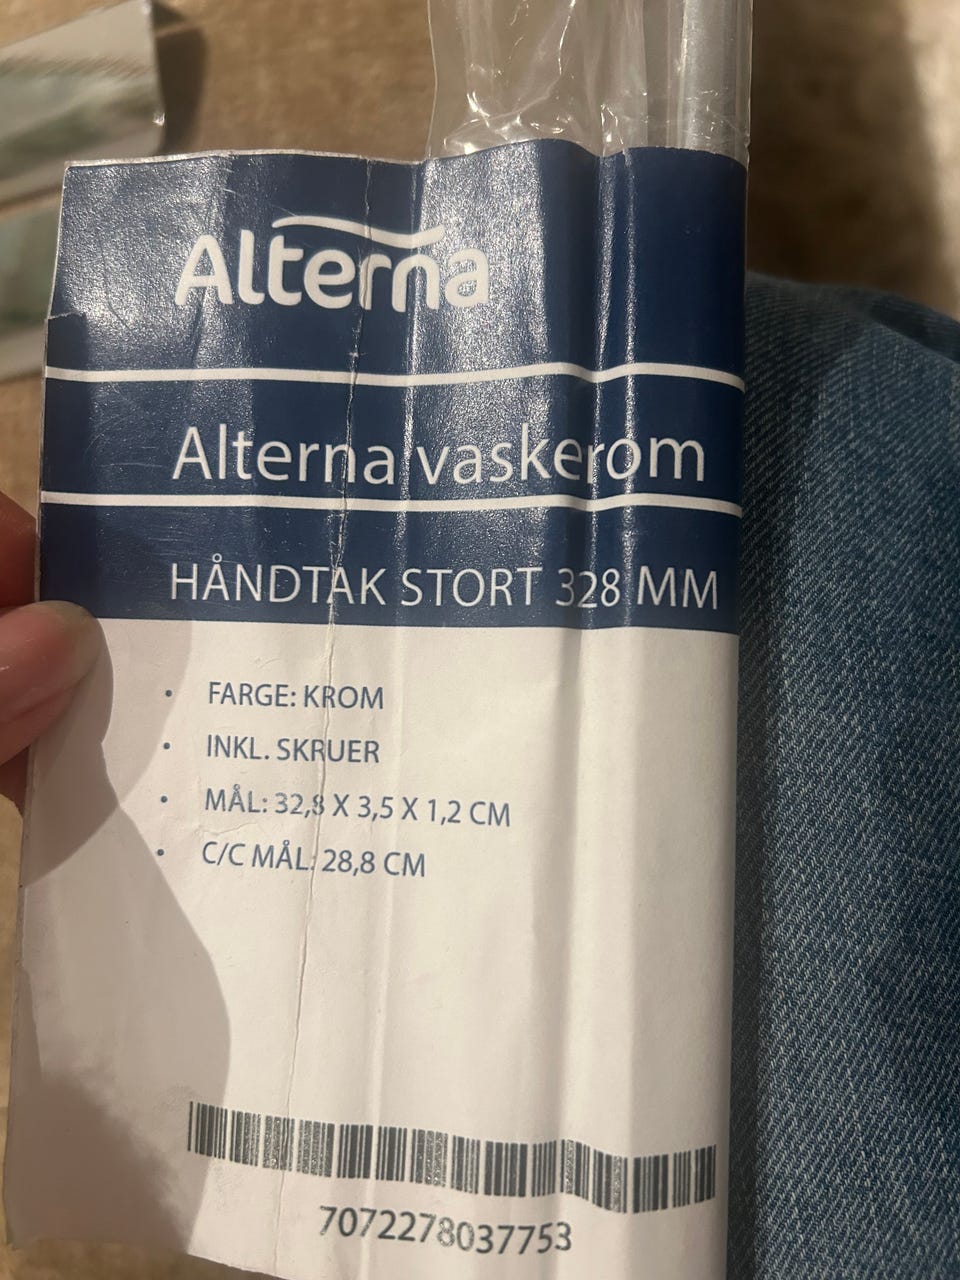 Alterna
Alterna vaskerom
HÅNDTAK STORT 328 MM
• FARGE: KROM
• INKL. SKRUER
• MÅL: 32,8 X 3,5 X 1,2 CM
• C/C MÅL: 28,8 CM
7072278037753